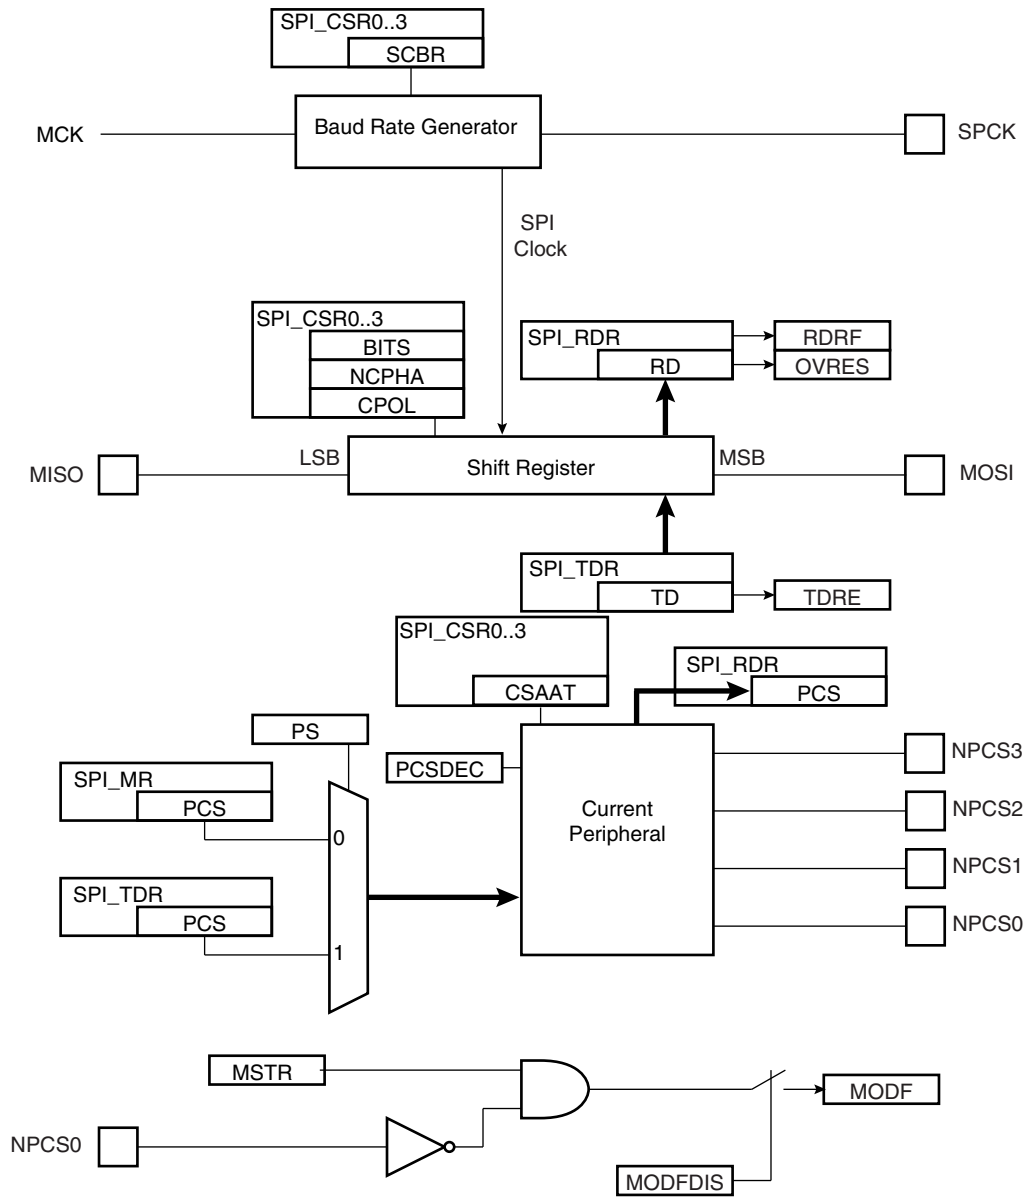 SPI_CSR0..3
SCBR
MCK
Baud Rate Generator
SPCK
SPI
Clock
SPI_CSR0..3
BITS
NCPHA
CPOL
SPI_RDR
RD
RDRF
OVRES
MISO
LSB
Shift Register
MSB
MOSI
SPI_TDR
TD
TDRE
SPI_CSR0..3
CSAAT
SPI_RDR
PCS
PS
PCSDEC
SPI_MR
PCS
0
SPI_TDR
PCS
1
Current
Peripheral
NPCS3
NPCS2
NPCS1
NPCS0
MSTR
MODF
NPCS0
MODFDIS